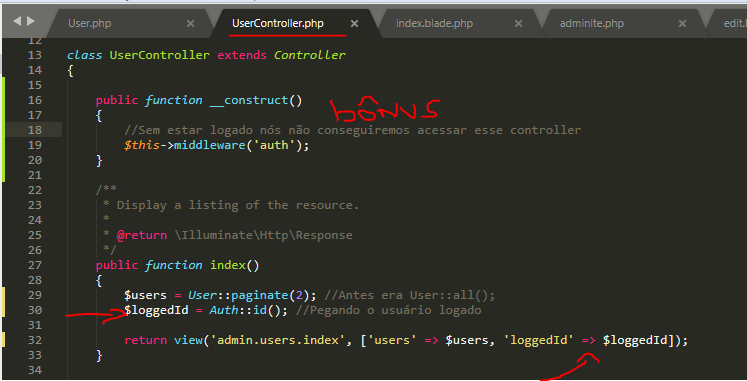 User.php × UserController.php × index.blade.php × adminlte.php × edit.
12
13 class UserController extends Controller
14 {
15
16 public function __construct()
bônus
17 {
18 //Sem estar logado nós não conseguiremos acessar esse controller
19 $this->middleware('auth');
20 }
21
22 /**
23 * Display a listing of the resource.
24 *
25 * @return \Illuminate\Http\Response
26 */
27 public function index()
28 {
29 $users = User::paginate(2); //Antes era User::all();
30 $loggedId = Auth::id(); //Pegando o usuário logado
31
32 return view('admin.users.index', ['users' => $users, 'loggedId' => $loggedId]);
33 }
34